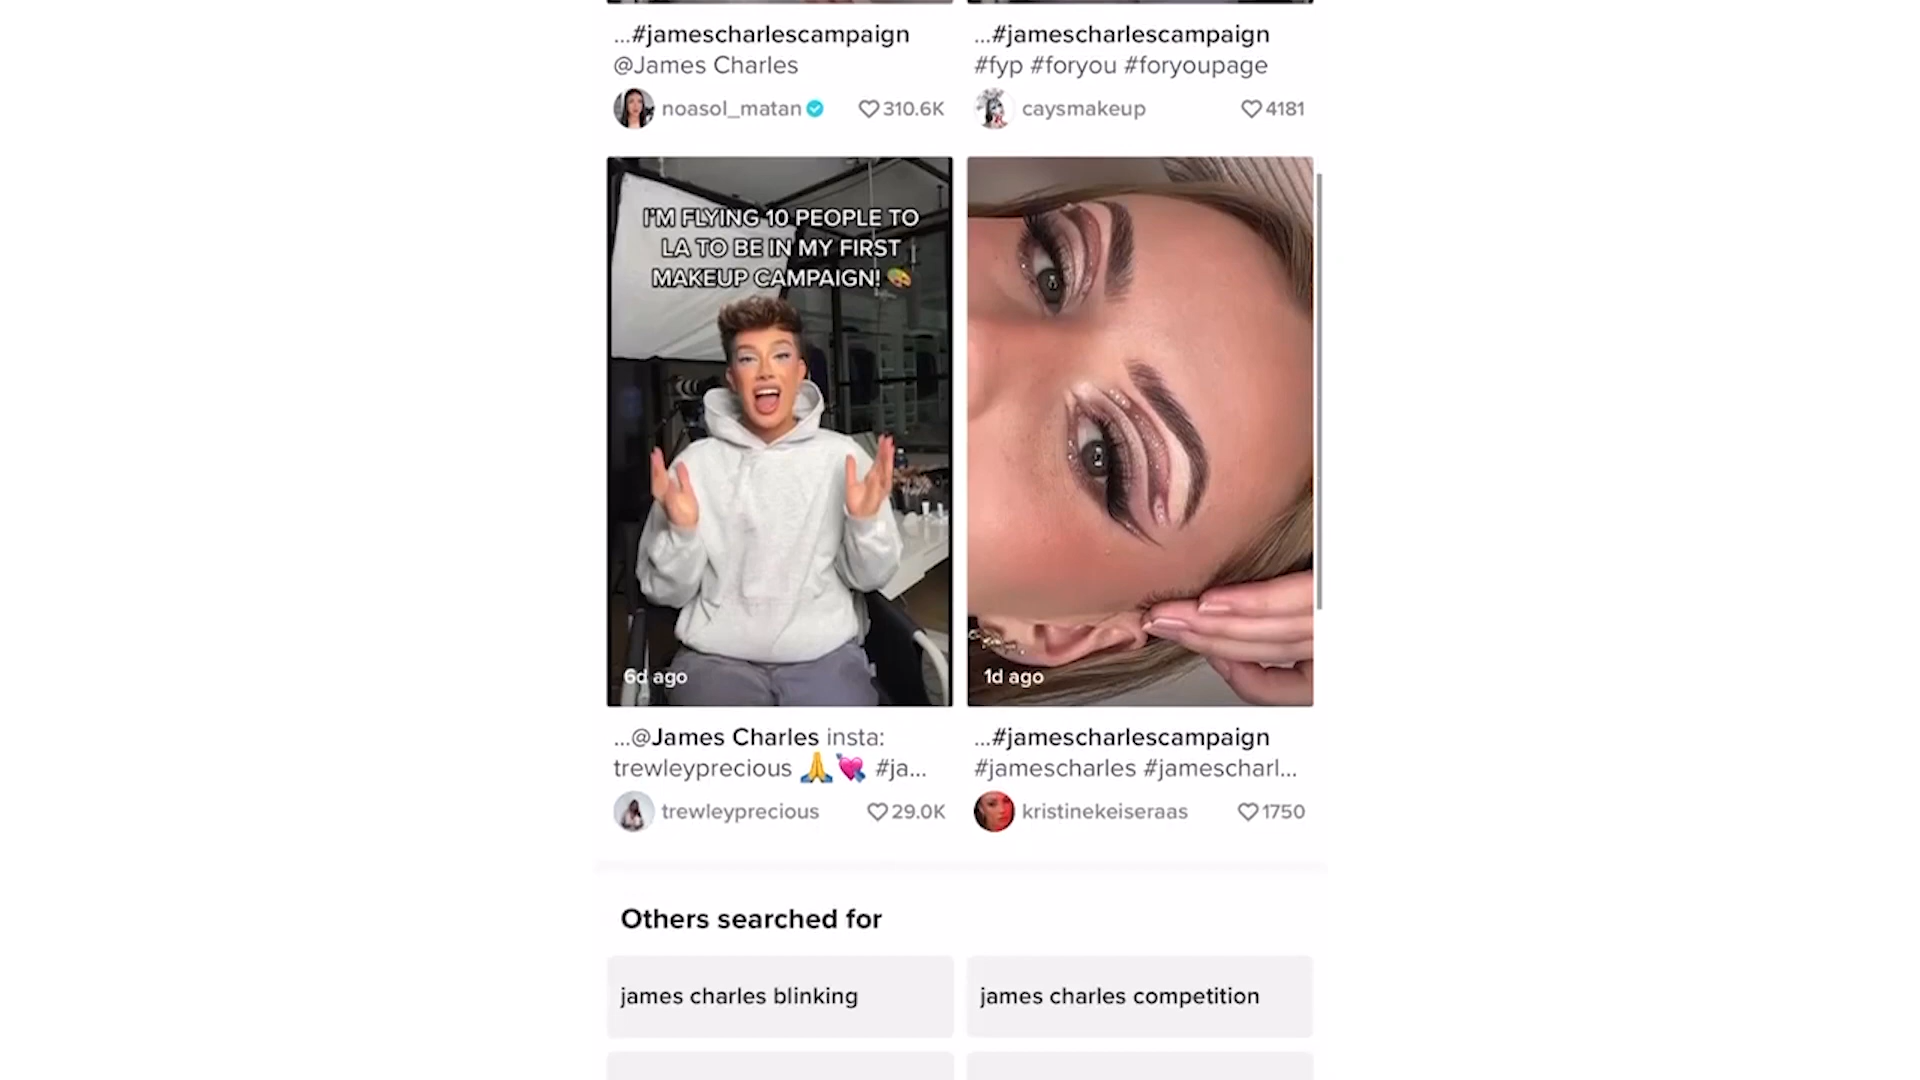 ...#jamescharlescampaign
@James Charles
noasol_matan
310.6K
...#jamescharlescampaign
#fyp #foryou #foryoupage
caysmakeup
4181
I'M FLYING 10 PEOPLE TO
LA TO BE IN MY FIRST
MAKEUP CAMPAIGN! 🎨
6d ago
1d ago
...@James Charles insta:
trewleyprecious 🙏💘 #ja...
trewleyprecious
29.0K
...#jamescharlescampaign
#jamescharles #jamescharl...
kristinekeiseraas
1750
Others searched for
james charles blinking
james charles competition